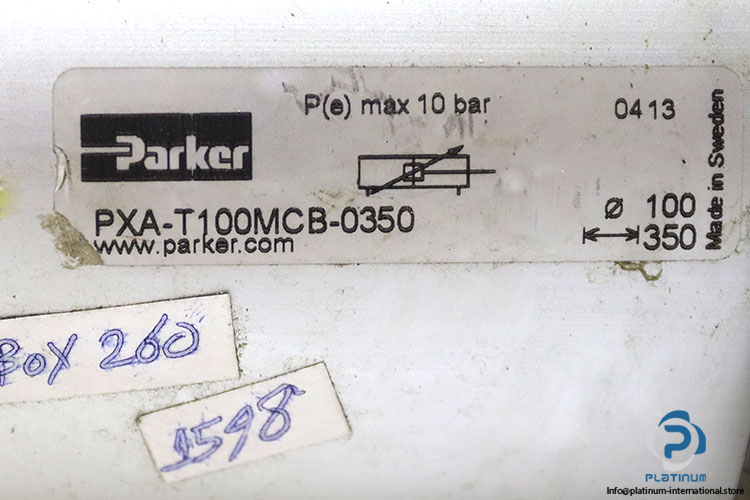 P(e) max 10 bar
0413
Parker
PXA-T100MCB-0350
www.parker.com
ø 100
350
Made in Sweden
BOX 260
1598
PLATINUM
Info@platinum-international.store